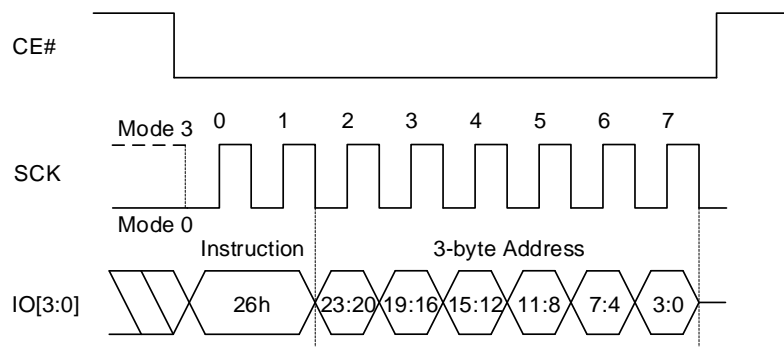 CE#
Mode 3 0 1 2 3 4 5 6 7
SCK
Mode 0
Instruction 3-byte Address
IO[3:0] 26h 23:20 19:16 15:12 11:8 7:4 3:0